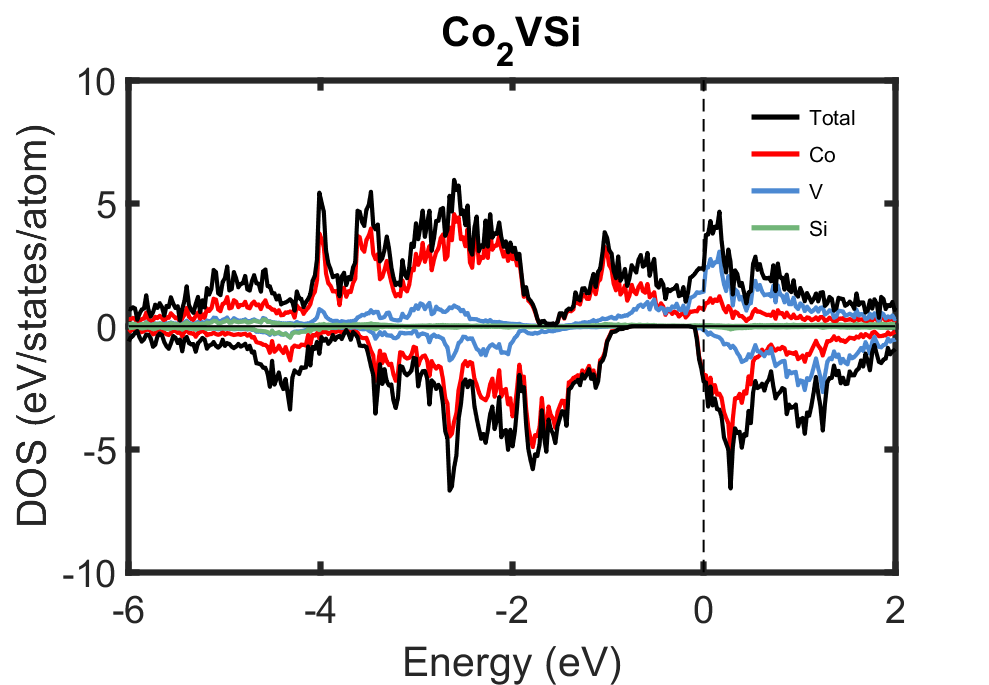 Co2VSi
10
5
0
-5
-10
DOS (eV/states/atom)
Total
Co
V
Si
-6 -4 -2 0 2
Energy (eV)